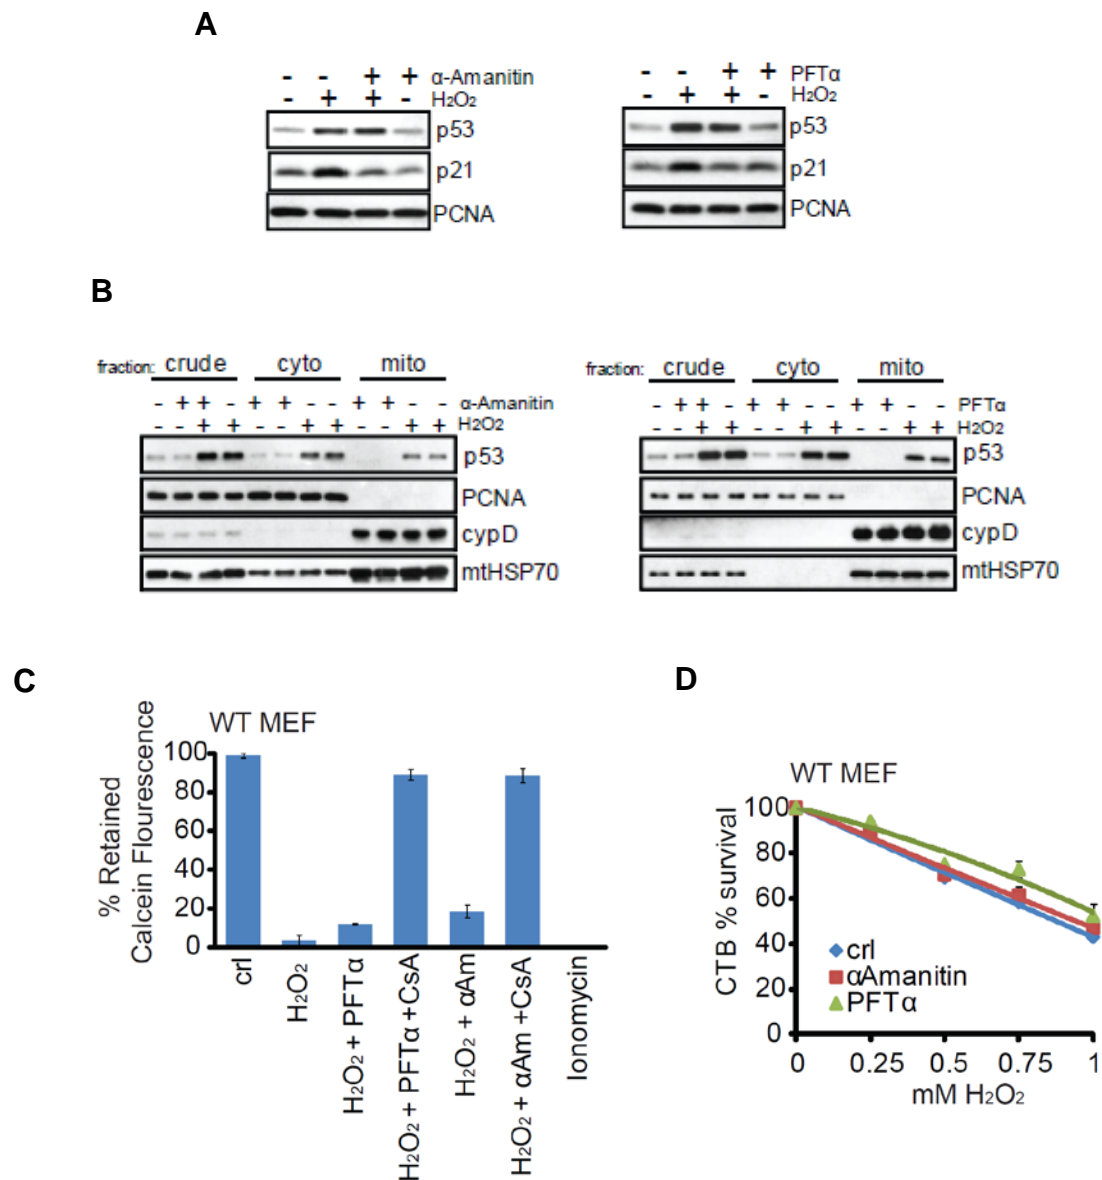 A
- - + + α-Amanitin
- + + - H2O2
p53
p21
PCNA
- - + + PFTα
- + + - H2O2
p53
p21
PCNA
B
fraction: crude cyto mito
- + + - + + - - + + - - α-Amanitin
- - + + - - + + - - + + H2O2
p53
PCNA
cypD
mtHSP70
fraction: crude cyto mito
- + + - + + - - + + - - PFTα
- - + + - - + + - - + + H2O2
p53
PCNA
cypD
mtHSP70
C
WT MEF
% Retained
Calcein Flourescence
100
80
60
40
20
0
crl
H2O2
H2O2 + PFTα
H2O2 + PFTα +CsA
H2O2 + αAm
H2O2 + αAm +CsA
Ionomycin
D
WT MEF
CTB % survival
100
80
60
40
20
0
crl
αAmanitin
PFTα
0 0.25 0.5 0.75 1
mM H2O2